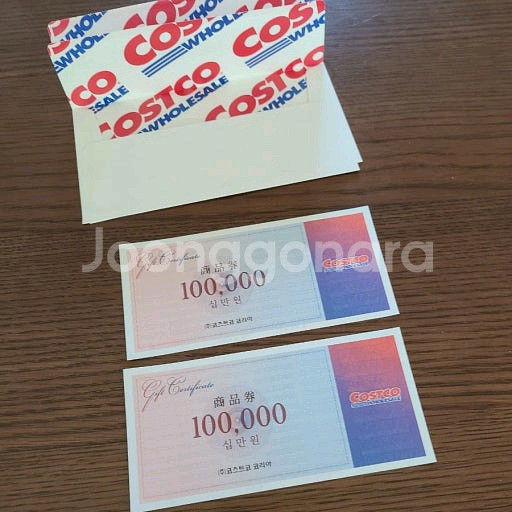 COSTCO
WHOLESALE
COSTCO
WHOLESALE
COSTCO
WHOLESALE
COSTCO
WHOLESALE
Joonggonara
Gift Certificate
商品券
100,000
십만원
(주)코스트코 코리아
COSTCO
WHOLESALE
Gift Certificate
商品券
100,000
십만원
(주)코스트코 코리아
COSTCO
WHOLESALE